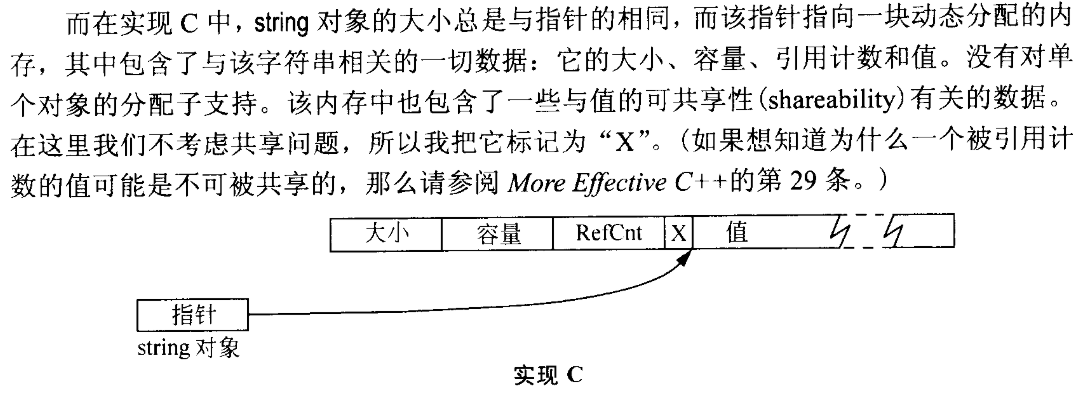 而在实现 C 中，string 对象的大小总是与指针的相同，而该指针指向一块动态分配的内
存，其中包含了与该字符串相关的一切数据：它的大小、容量、引用计数和值。没有对单
个对象的分配子支持。该内存中也包含了一些与值的可共享性(shareability)有关的数据。
在这里我们不考虑共享问题，所以我把它标记为“X”。(如果想知道为什么一个被引用计
数的值可能是不可被共享的，那么请参阅 More Effective C++的第 29 条。)
大小 容量 RefCnt X 值
指针
string 对象
实现 C